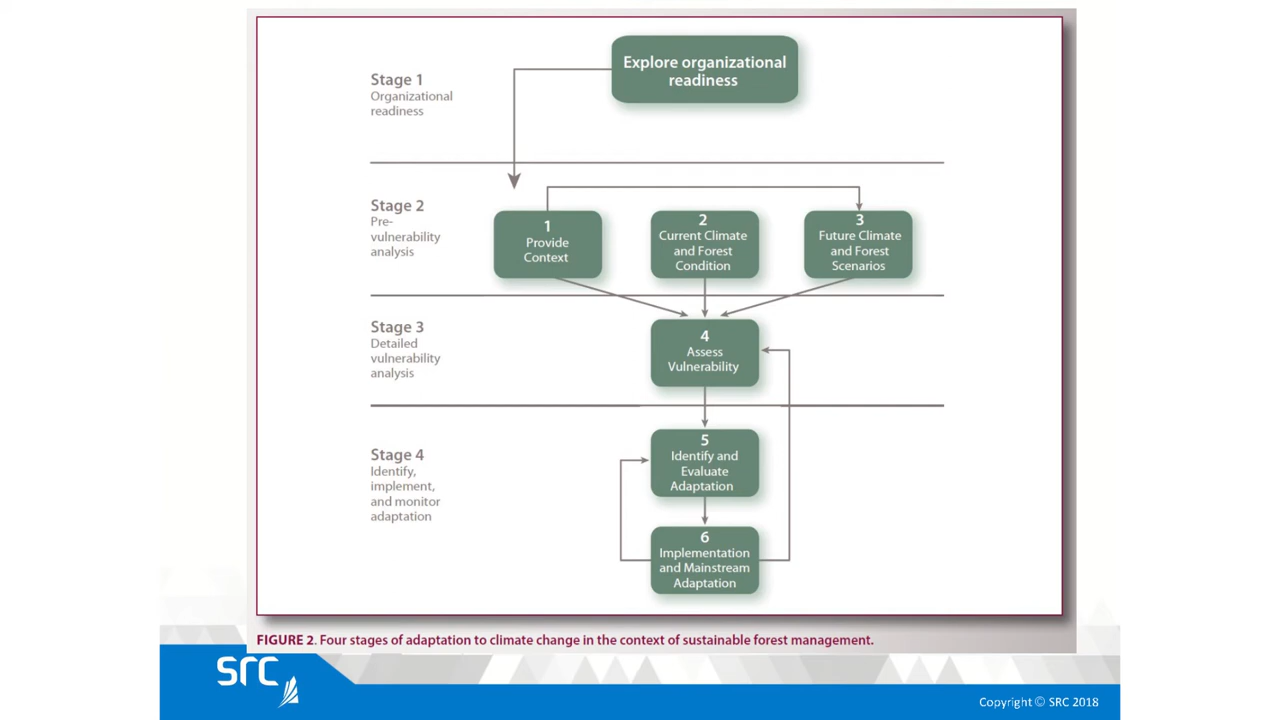 Explore organizational
readiness
Stage 1
Organizational
readiness
Stage 2
Pre-
vulnerability
analysis
1
Provide
Context
2
Current Climate
and Forest
Condition
3
Future Climate
and Forest
Scenarios
Stage 3
Detailed
vulnerability
analysis
4
Assess
Vulnerability
Stage 4
Identify,
implement,
and monitor
adaptation
5
Identify and
Evaluate
Adaptation
6
Implementation
and Mainstream
Adaptation
FIGURE 2. Four stages of adaptation to climate change in the context of sustainable forest management.
SRC
Copyright © SRC 2018